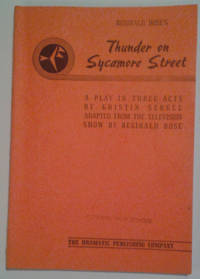 REGINALD ROSE'S
Thunder on
Sycamore Street
A PLAY IN THREE ACTS
BY KRISTIN SERGEL
ADAPTED FROM THE TELEVISION
SHOW BY REGINALD ROSE
THE DRAMATIC PUBLISHING COMPANY